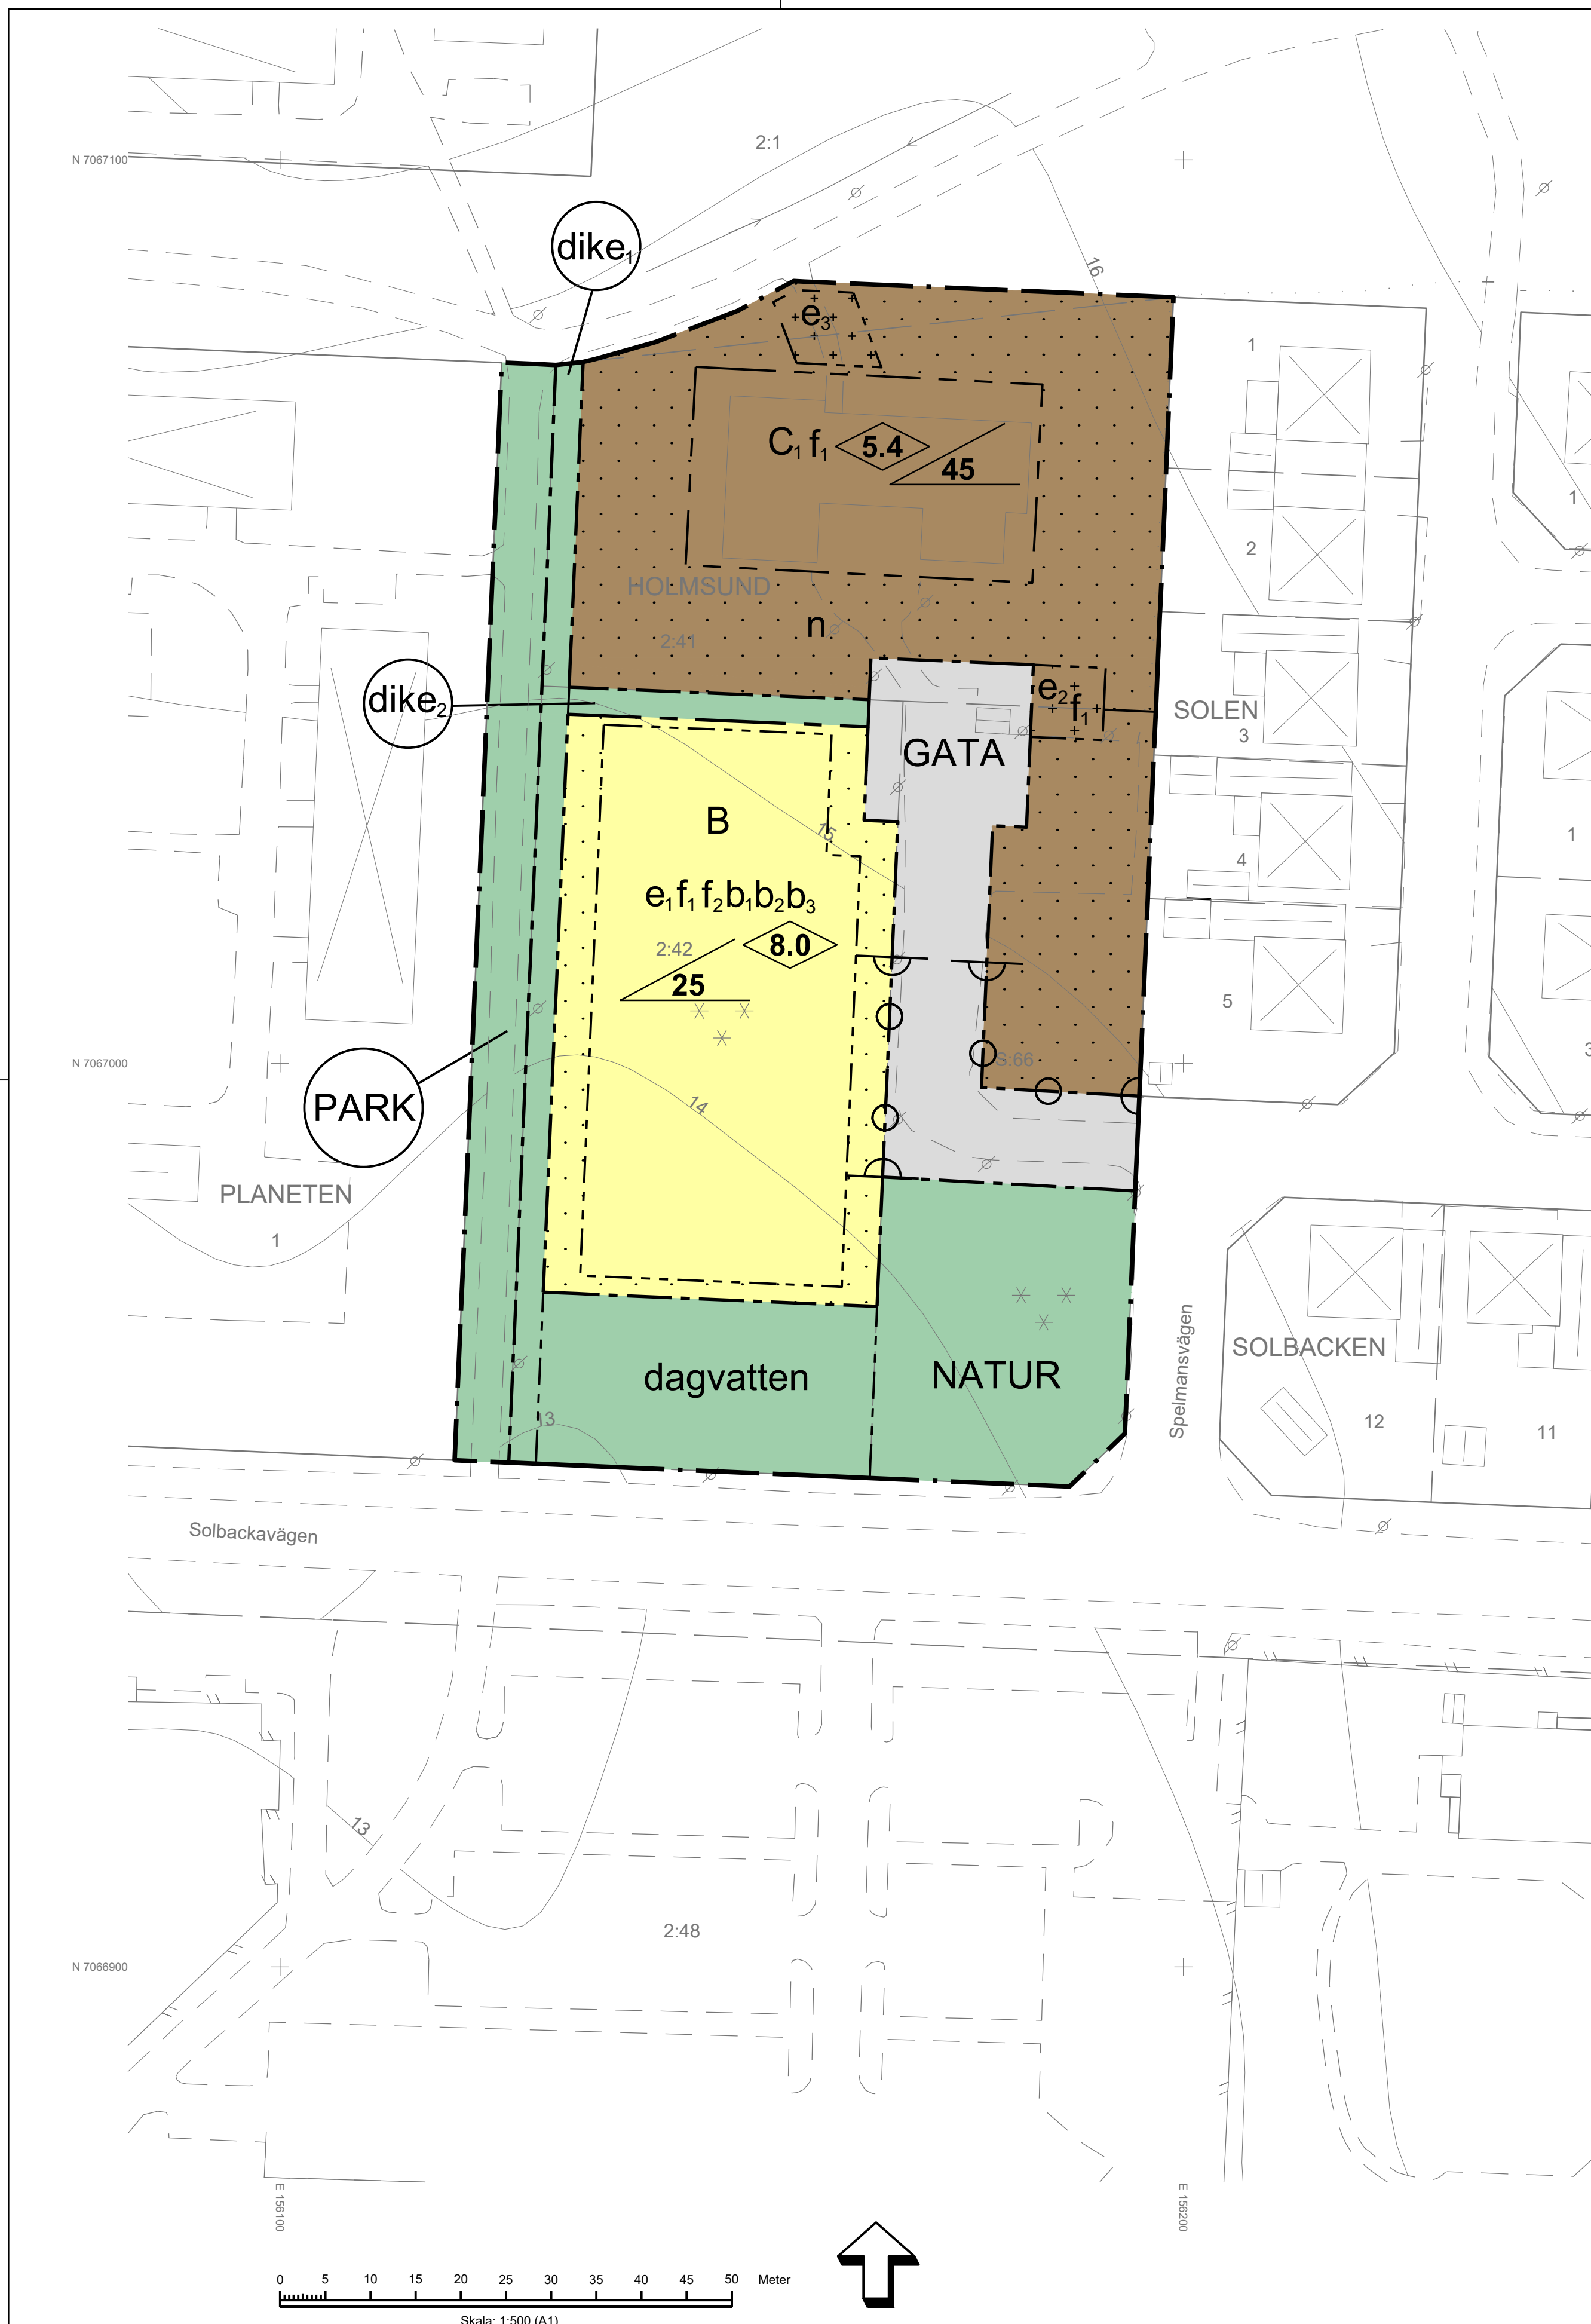 2:1
N 7067100
dike1
16
e3
1
C1 f1 5.4 45
2
1
HOLMSUND
n
2:41
dike2
e2 f1
SOLEN
3
GATA
B
15
1
4
e1 f1 f2 b1 b2 b3
2:42 8.0
25
5
N 7067000
S:66
3
PARK
14
PLANETEN
1
Spelmansvägen
SOLBACKEN
dagvatten
NATUR
13
12
11
Solbackavägen
13
2:48
N 7066900
E 156100
E 156200
0 5 10 15 20 25 30 35 40 45 50 Meter
Skala: 1:500 (A1)